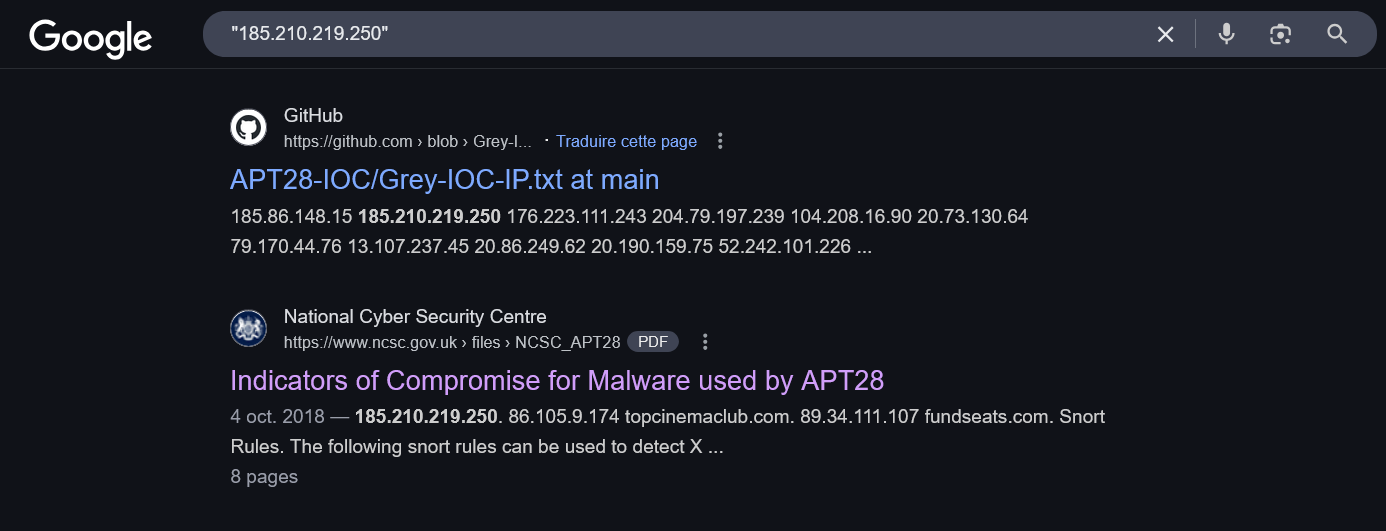 Google
"185.210.219.250"
GitHub
https://github.com › blob › Grey-I... · Traduire cette page
APT28-IOC/Grey-IOC-IP.txt at main
185.86.148.15 185.210.219.250 176.223.111.243 204.79.197.239 104.208.16.90 20.73.130.64
79.170.44.76 13.107.237.45 20.86.249.62 20.190.159.75 52.242.101.226 ...
National Cyber Security Centre
https://www.ncsc.gov.uk › files › NCSC_APT28 PDF
Indicators of Compromise for Malware used by APT28
4 oct. 2018 — 185.210.219.250. 86.105.9.174 topcinemaclub.com. 89.34.111.107 fundseats.com. Snort
Rules. The following snort rules can be used to detect X ...
8 pages